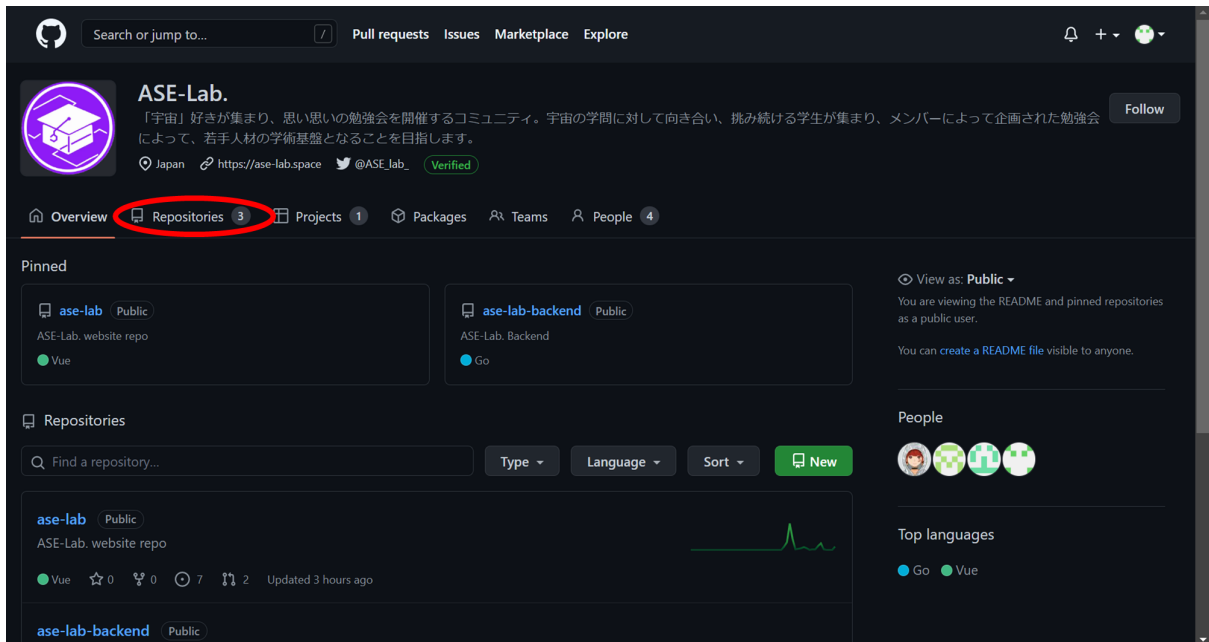 Search or jump to... /
Pull requests Issues Marketplace Explore
ASE-Lab.
「宇宙」好きが集まり、思い思いの勉強会を開催するコミュニティ。宇宙の学問に対して向き合い、挑み続ける学生が集まり、メンバーによって企画された勉強会
によって、若手人材の学術基盤となることを目指します。
Follow
Japan https://ase-lab.space @ASE_lab_ Verified
Overview Repositories 3 Projects 1 Packages Teams People 4
Pinned
ase-lab Public
ASE-Lab. website repo
Vue
ase-lab-backend Public
ASE-Lab. Backend
Go
View as: Public
You are viewing the README and pinned repositories
as a public user.
You can create a README file visible to anyone.
Repositories
Find a repository... Type Language Sort New
ase-lab Public
ASE-Lab. website repo
Vue 0 0 7 2 Updated 3 hours ago
ase-lab-backend Public
People
Top languages
Go Vue